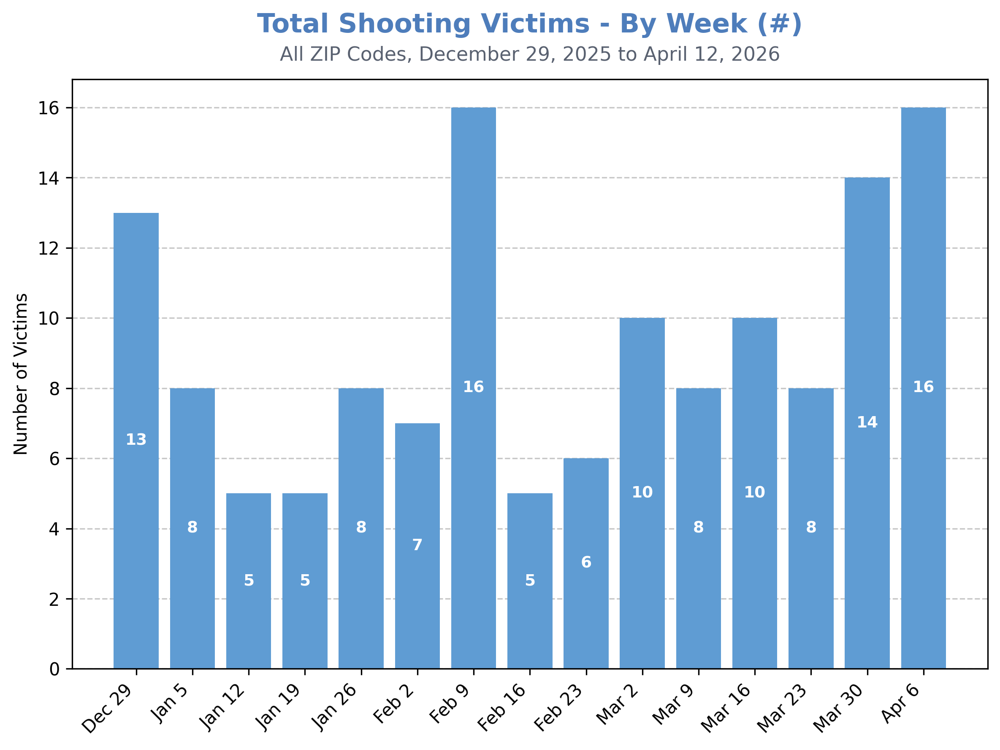 Total Shooting Victims - By Week (#)
All ZIP Codes, December 29, 2025 to April 12, 2026
Number of Victims
16
14
12
10
8
6
4
2
0
13
8
5
5
8
7
16
5
6
10
8
10
8
14
16
Dec 29
Jan 5
Jan 12
Jan 19
Jan 26
Feb 2
Feb 9
Feb 16
Feb 23
Mar 2
Mar 9
Mar 16
Mar 23
Mar 30
Apr 6